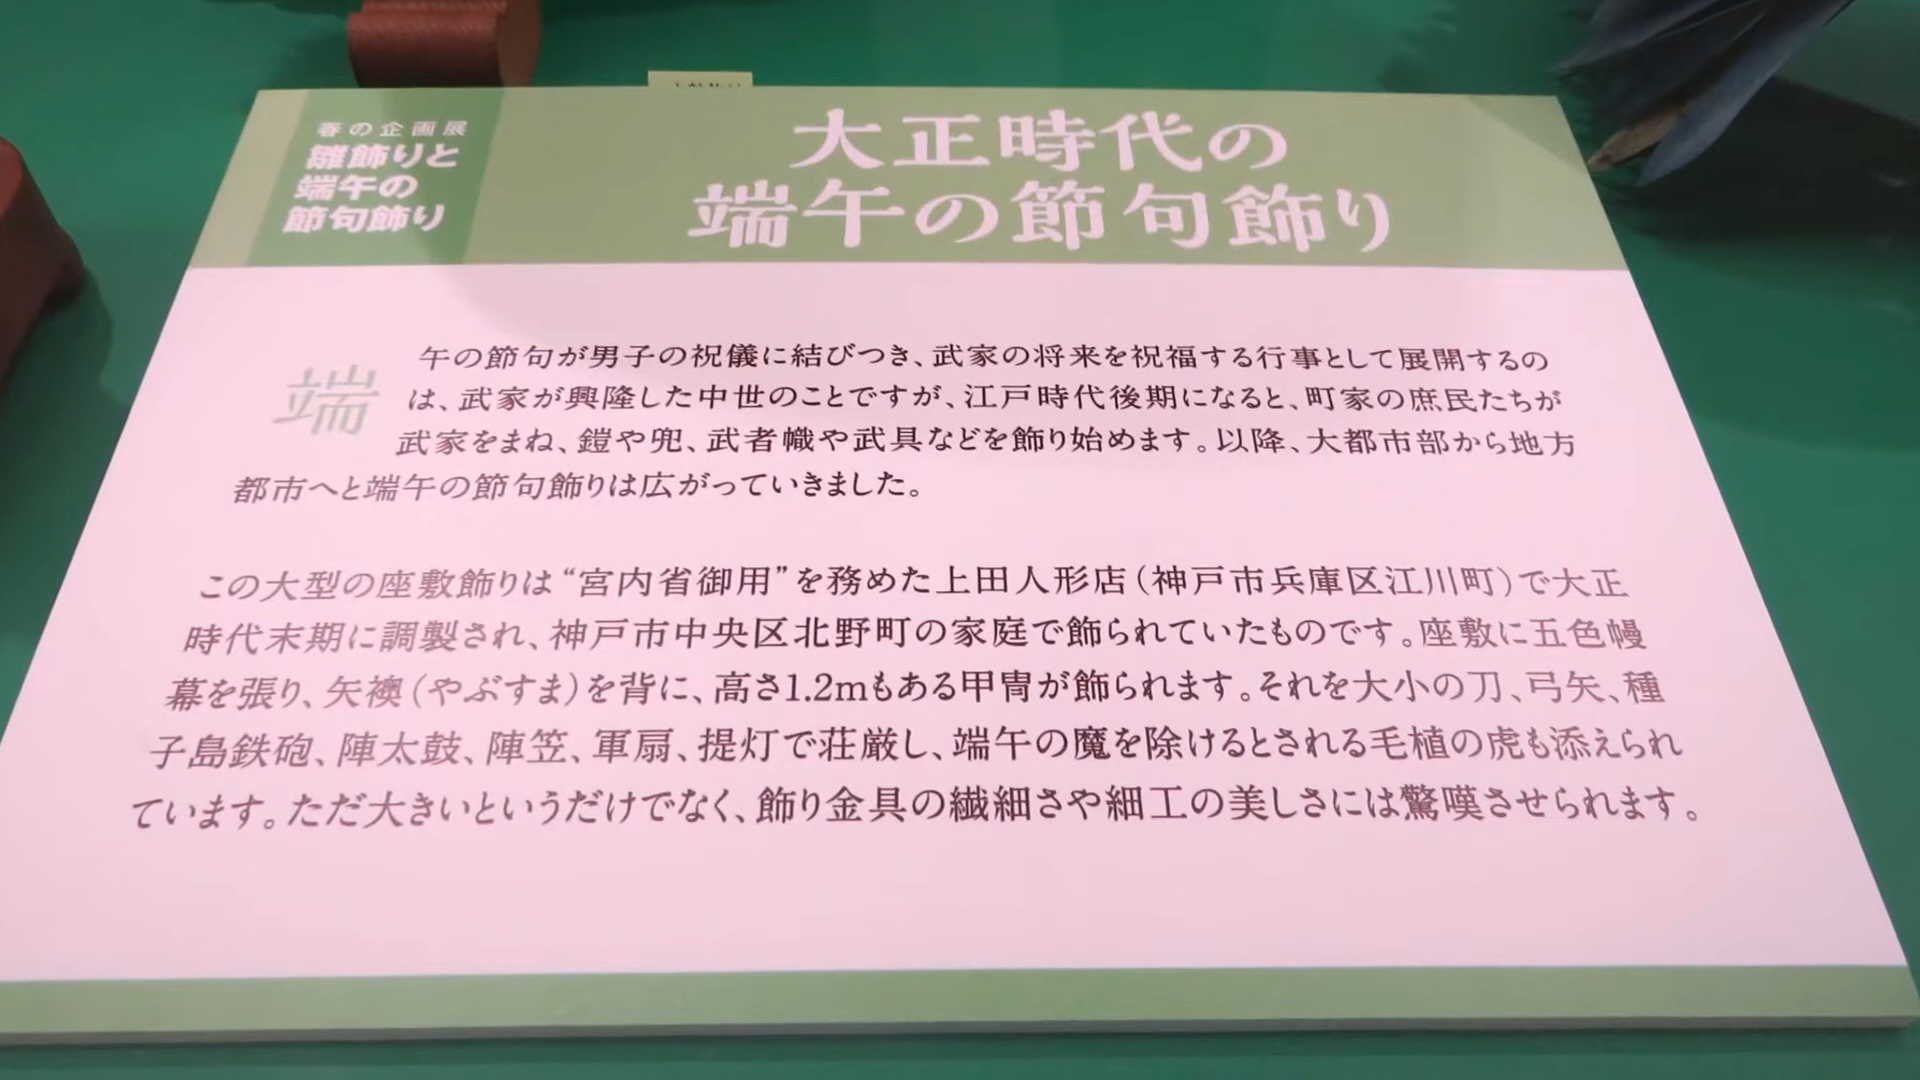 春の企画展
雛飾りと
端午の
節句飾り
大正時代の
端午の節句飾り
端午の節句が男子の祝儀に結びつき、武家の将来を祝福する行事として展開するの
は、武家が興隆した中世のことですが、江戸時代後期になると、町家の庶民たちが
武家をまね、鎧や兜、武者幟や武具などを飾り始めます。以降、大都市部から地方
都市へと端午の節句飾りは広がっていきました。
この大型の座敷飾りは“宮内省御用”を務めた上田人形店(神戸市兵庫区江川町)で大正
時代末期に調製され、神戸市中央区北野町の家庭で飾られていたものです。座敷に五色幔
幕を張り、矢襖(やぶすま)を背に、高さ1.2mもある甲冑が飾られます。それを大小の刀、弓矢、種
子島鉄砲、陣太鼓、陣笠、軍扇、提灯で荘厳し、端午の魔を除けるとされる毛植の虎も添えられ
ています。ただ大きいというだけでなく、飾り金具の繊細さや細工の美しさには驚嘆させられます。